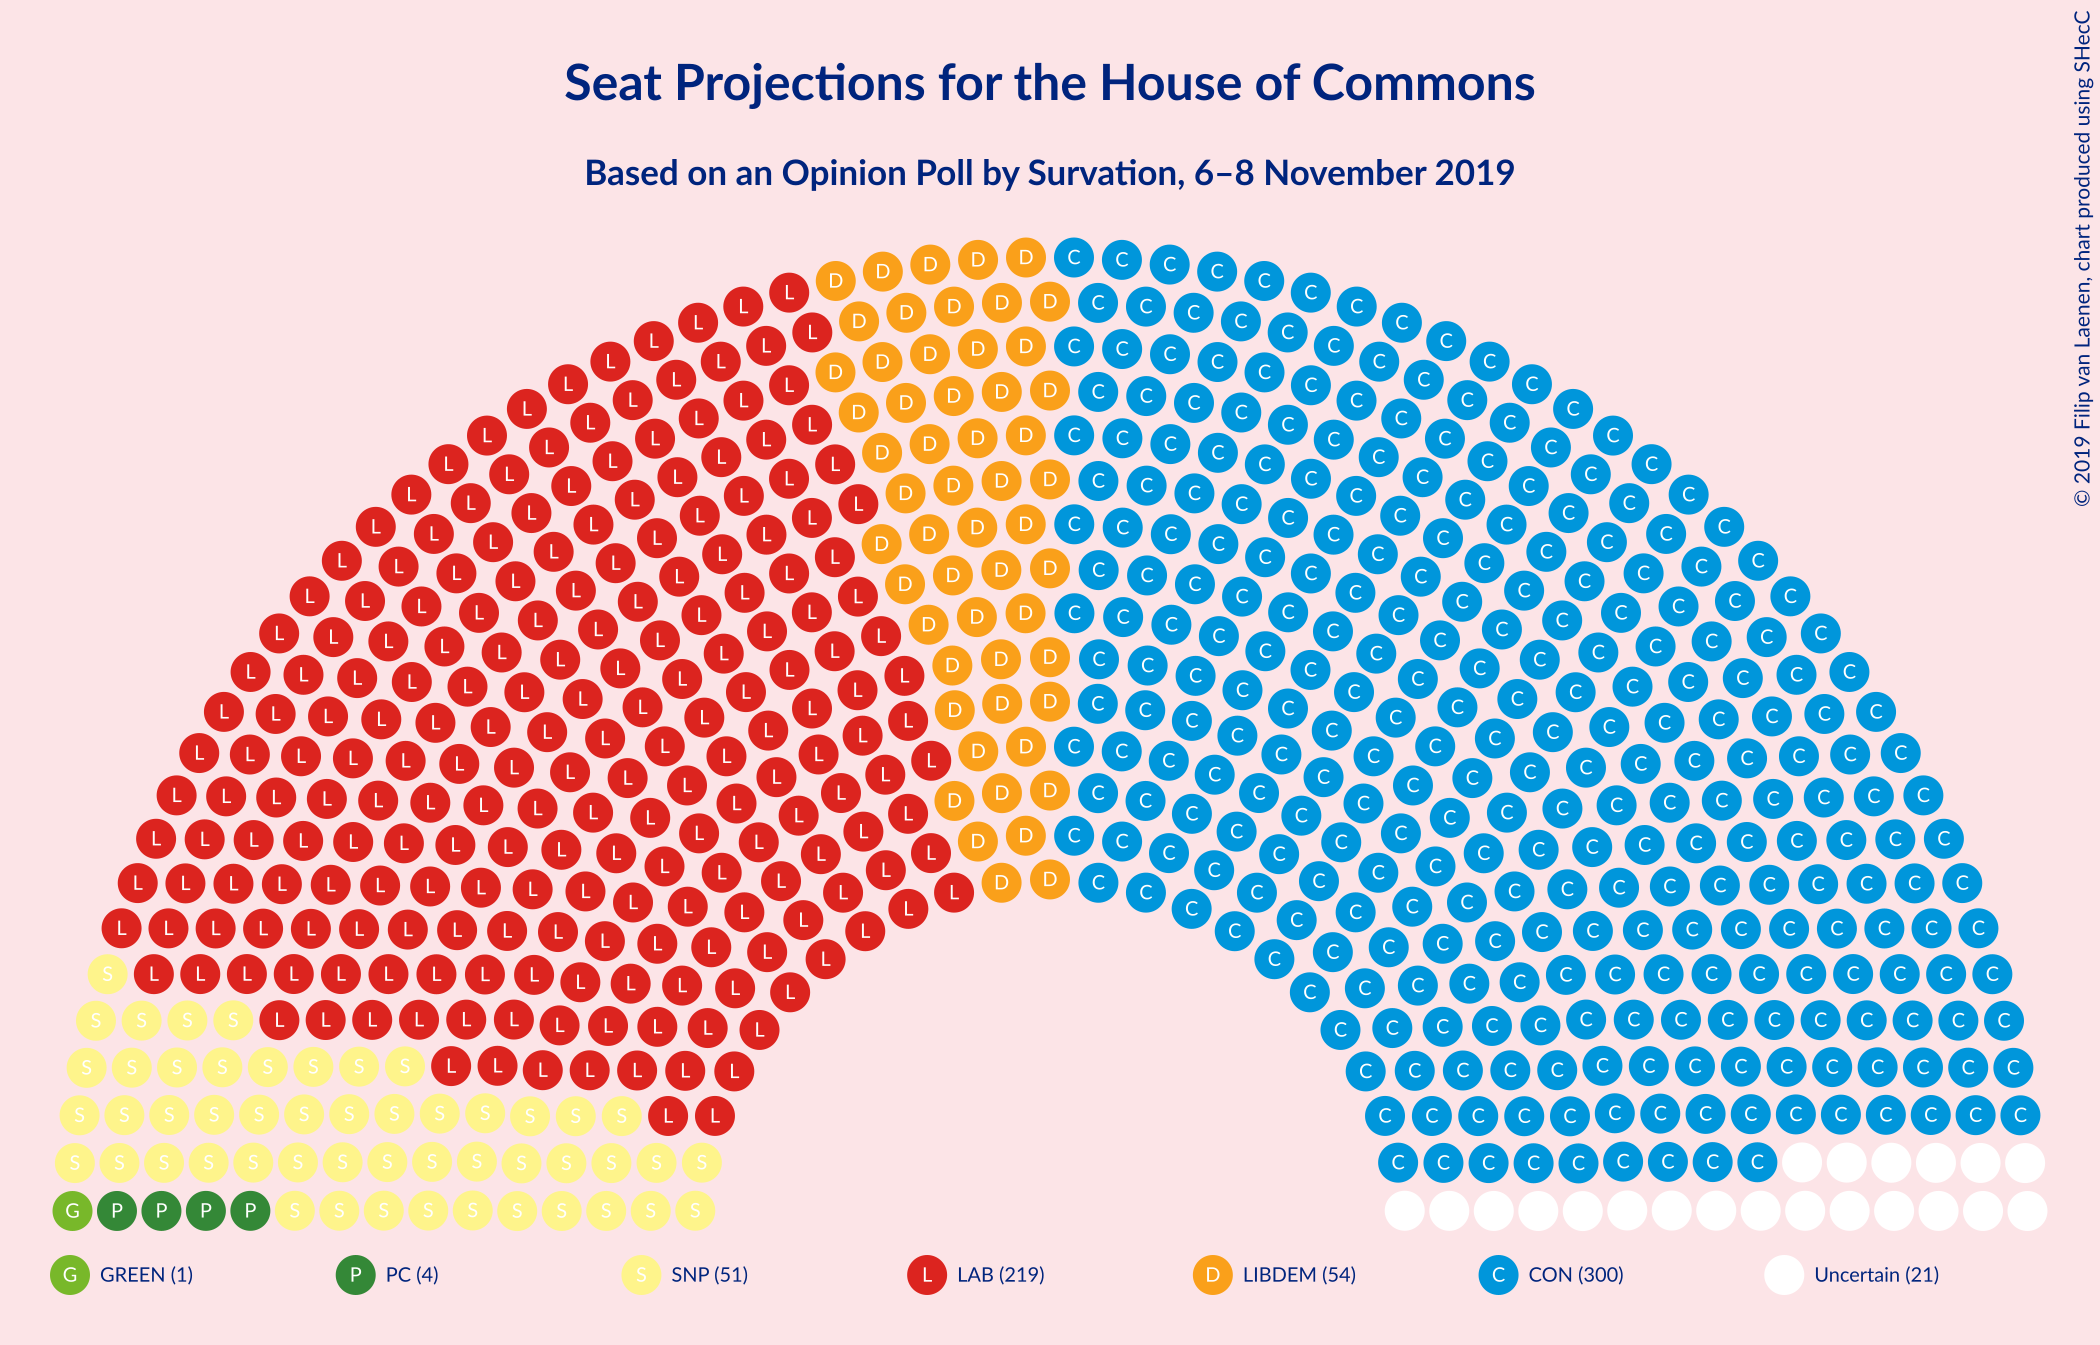 Seat Projections for the House of Commons
Based on an Opinion Poll by Survation, 6–8 November 2019
© 2019 Filip van Laenen, chart produced using SHecC
G GREEN (1)
P PC (4)
S SNP (51)
L LAB (219)
D LIBDEM (54)
C CON (300)
Uncertain (21)